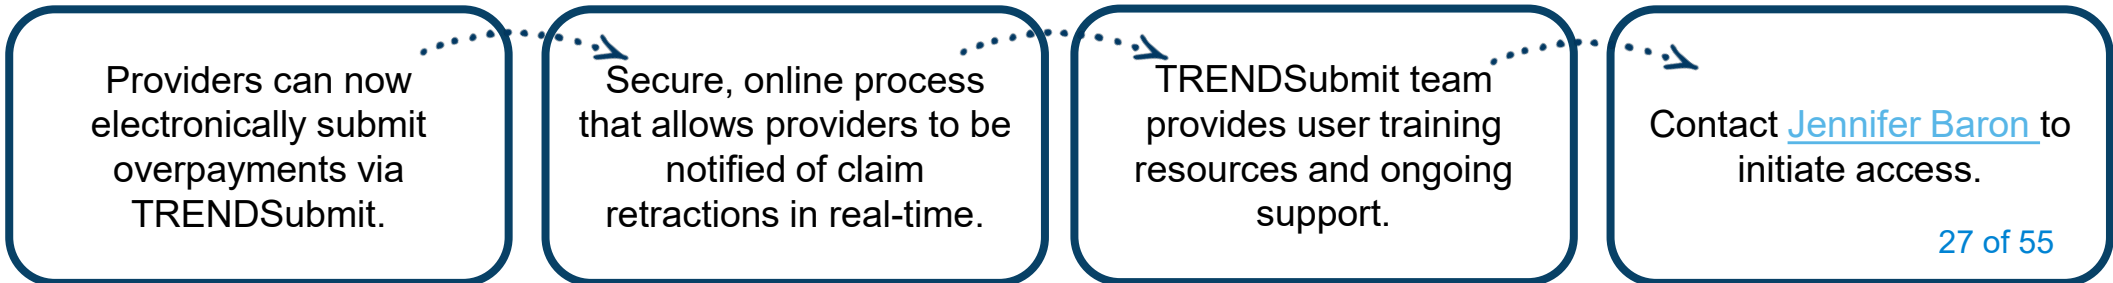 Providers can now
electronically submit
overpayments via
TRENDSubmit.
Secure, online process
that allows providers to be
notified of claim
retractions in real-time.
TRENDSubmit team
provides user training
resources and ongoing
support.
Contact Jennifer Baron to
initiate access.
27 of 55